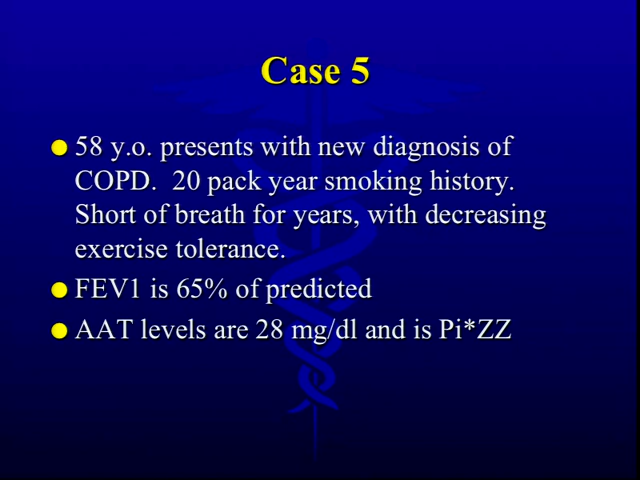 Case 5
58 y.o. presents with new diagnosis of
COPD.  20 pack year smoking history.
Short of breath for years, with decreasing
exercise tolerance.
FEV1 is 65% of predicted
AAT levels are 28 mg/dl and is Pi*ZZ